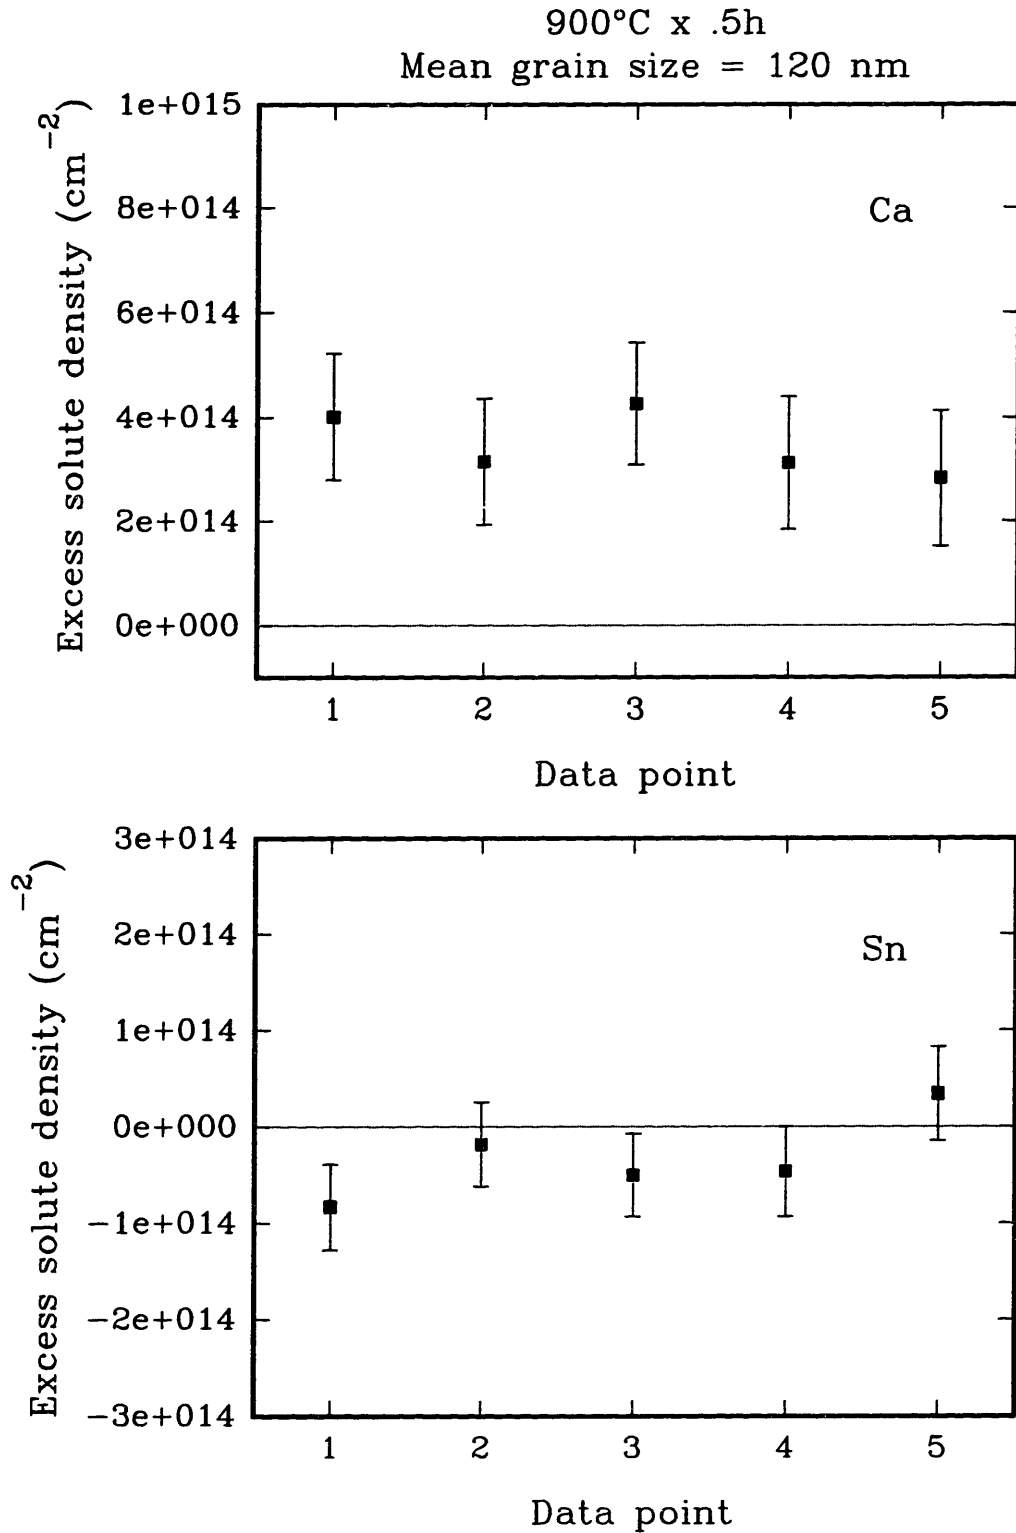 900°C x .5h
Mean grain size = 120 nm
Excess solute density (cm⁻²)
1e+015
8e+014
6e+014
4e+014
2e+014
0e+000
Ca
1 2 3 4 5
Data point
Excess solute density (cm⁻²)
3e+014
2e+014
1e+014
0e+000
−1e+014
−2e+014
−3e+014
Sn
1 2 3 4 5
Data point